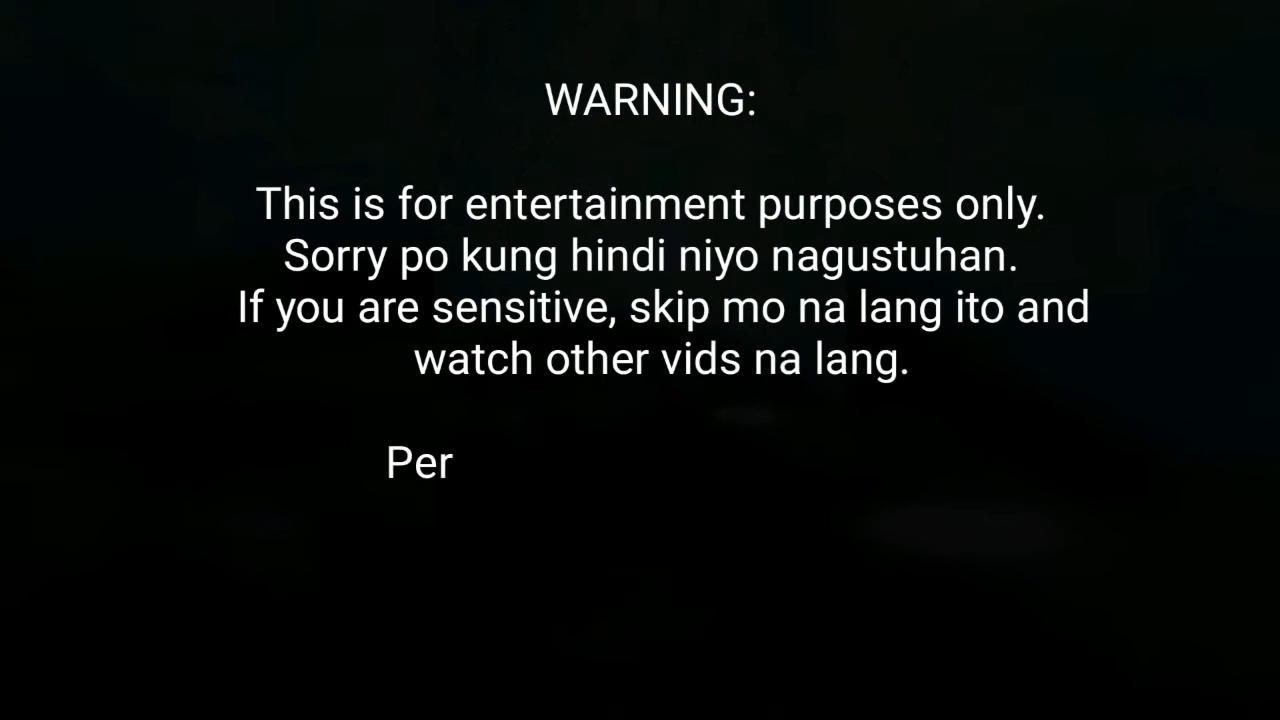 WARNING:
This is for entertainment purposes only.
Sorry po kung hindi niyo nagustuhan.
If you are sensitive, skip mo na lang ito and
watch other vids na lang.
Per